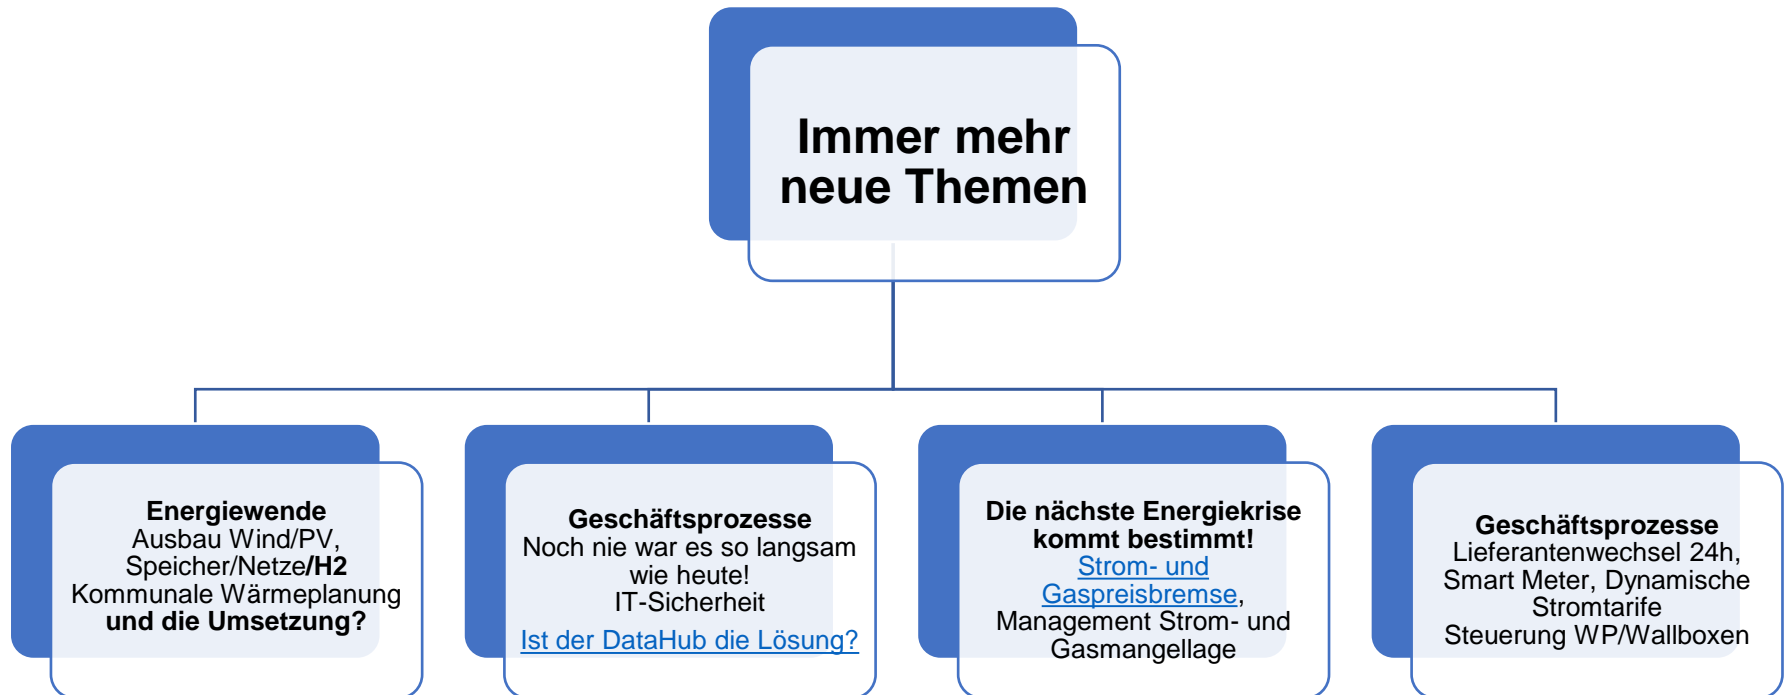 Immer mehr
neue Themen
Energiewende
Ausbau Wind/PV,
Speicher/Netze/H2
Kommunale Wärmeplanung
und die Umsetzung?
Geschäftsprozesse
Noch nie war es so langsam
wie heute!
IT-Sicherheit
Ist der DataHub die Lösung?
Die nächste Energiekrise
kommt bestimmt!
Strom- und
Gaspreisbremse,
Management Strom- und
Gasmangellage
Geschäftsprozesse
Lieferantenwechsel 24h,
Smart Meter, Dynamische
Stromtarife
Steuerung WP/Wallboxen